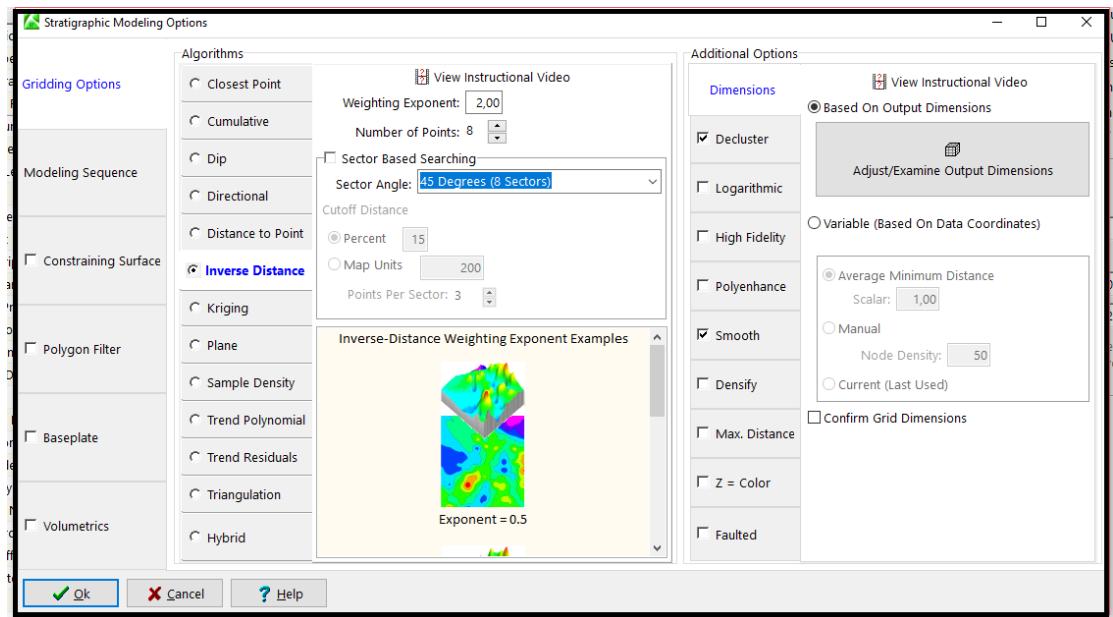 Stratigraphic Modeling Options
Gridding Options
Modeling Sequence
Constraining Surface
Polygon Filter
Baseplate
Volumetrics
Algorithms
Closest Point
Cumulative
Dip
Directional
Distance to Point
Inverse Distance
Kriging
Plane
Sample Density
Trend Polynomial
Trend Residuals
Triangulation
Hybrid
View Instructional Video
Weighting Exponent: 2,00
Number of Points: 8
Sector Based Searching
Sector Angle: 45 Degrees (8 Sectors)
Cutoff Distance
Percent 15
Map Units 200
Points Per Sector: 3
Inverse-Distance Weighting Exponent Examples
Exponent = 0.5
Additional Options
Dimensions
Decluster
Logarithmic
High Fidelity
Polyenhance
Smooth
Densify
Max. Distance
Z = Color
Faulted
View Instructional Video
Based On Output Dimensions
Adjust/Examine Output Dimensions
Variable (Based On Data Coordinates)
Average Minimum Distance
Scalar: 1,00
Manual
Node Density: 50
Current (Last Used)
Confirm Grid Dimensions
Ok
Cancel
? Help